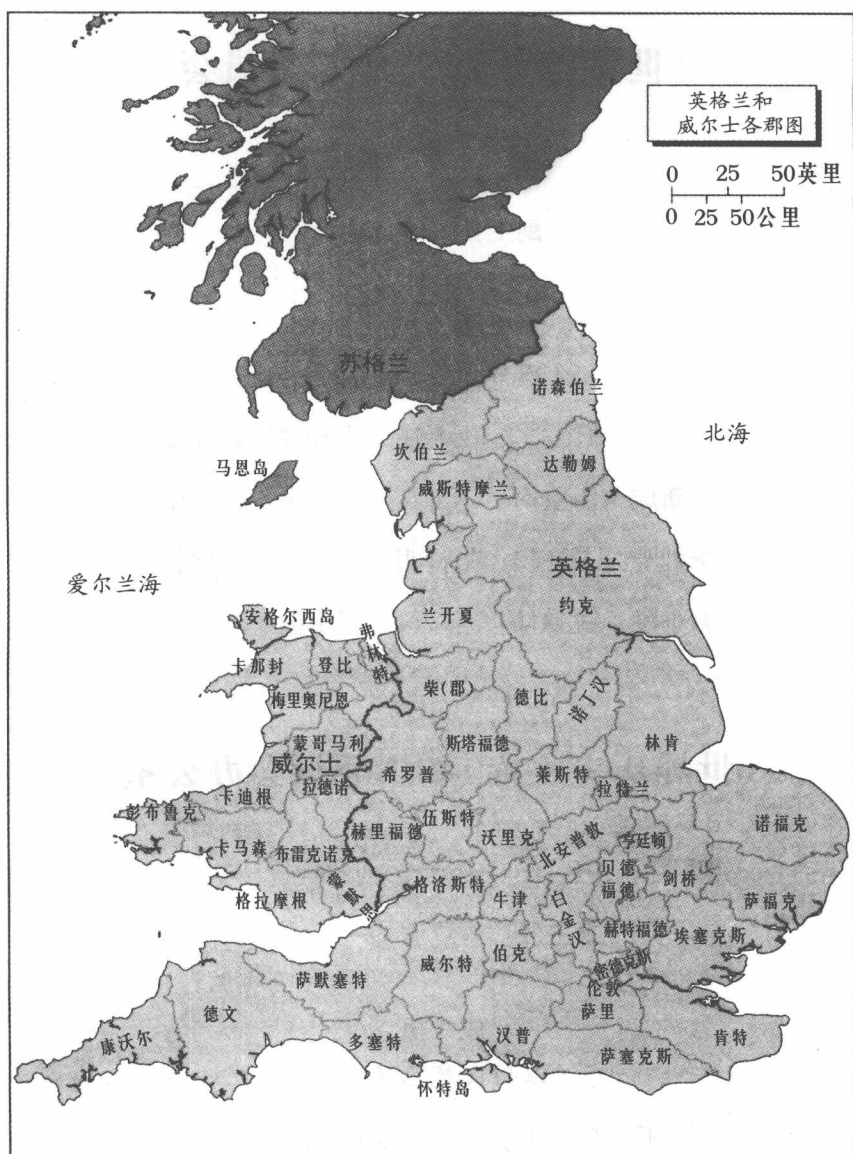 英格兰和
威尔士各郡图
0 25 50英里
0 25 50公里
苏格兰
诺森伯兰
北海
坎伯兰
达勒姆
马恩岛
威斯特摩兰
英格兰
爱尔兰海
约克
兰开夏
安格尔西岛
弗林特
卡那封
登比
柴(郡)
德比
诺丁汉
梅里奥尼恩
林肯
蒙哥马利
斯塔福德
威尔士
希罗普
莱斯特
拉德诺
拉特兰
卡迪根
彭布鲁克
诺福克
赫里福德
伍斯特
沃里克
北安普敦
亨廷顿
卡马森
布雷克诺克
贝德
福德
剑桥
格拉摩根
蒙默思
格洛斯特
牛津
白金汉
萨福克
赫特福德
埃塞克斯
萨默塞特
威尔特
伯克
密德克斯
伦敦
萨里
康沃尔
德文
多塞特
汉普
萨塞克斯
肯特
怀特岛